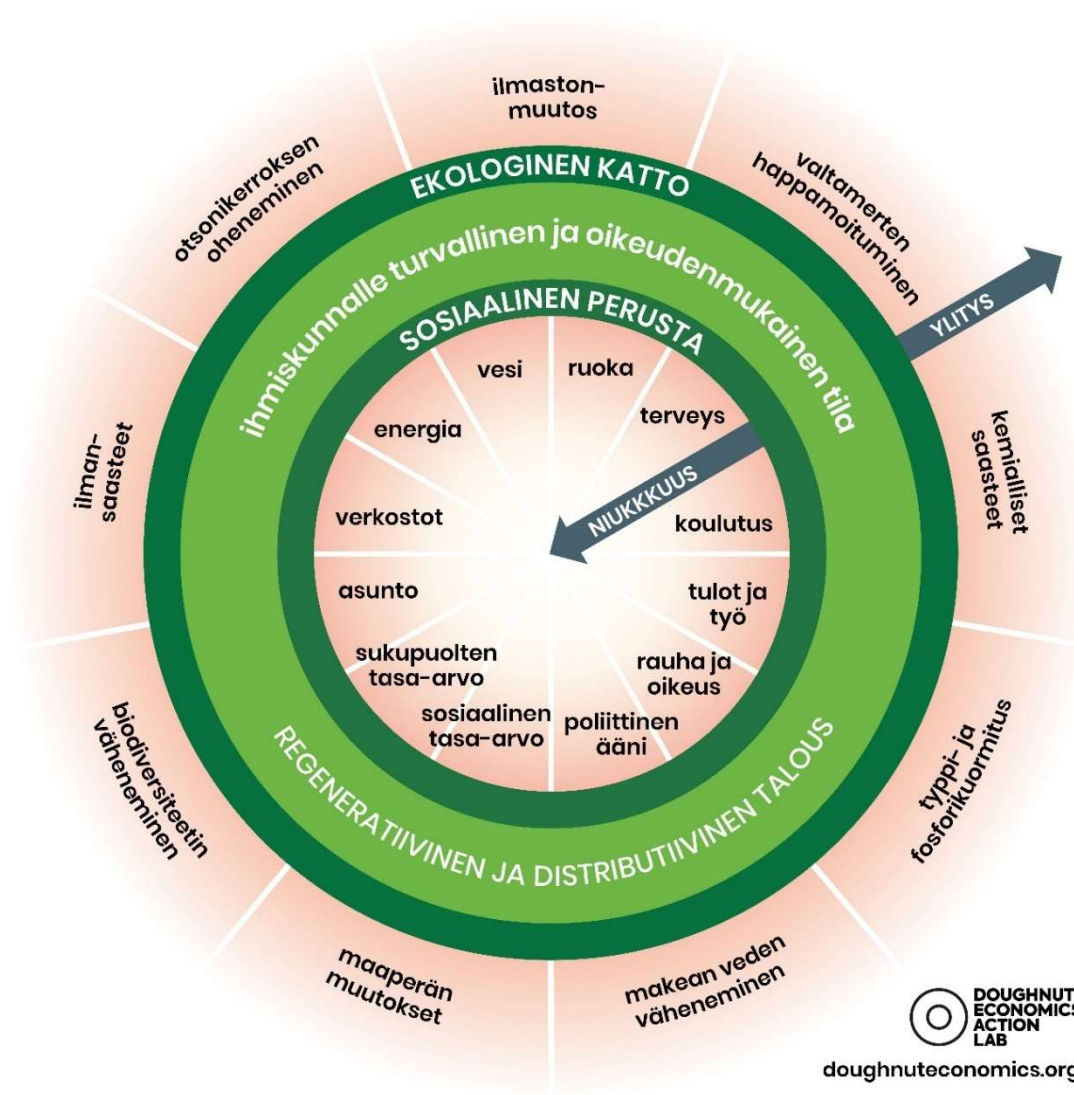 ilmaston-
muutos
valtamerten
happamoituminen
kemialliset
saasteet
typpi- ja
fosforikuormitus
makean veden
väheneminen
maaperän
muutokset
biodiversiteetin
väheneminen
ilman-
saasteet
otsonikerroksen
oheneminen
EKOLOGINEN KATTO
ihmiskunnalle turvallinen ja oikeudenmukainen tila
SOSIAALINEN PERUSTA
YLITYS
NIUKKKUUS
vesi
ruoka
energia
terveys
verkostot
koulutus
asunto
tulot ja
työ
sukupuolten
tasa-arvo
rauha ja
oikeus
sosiaalinen
tasa-arvo
poliittinen
ääni
REGENERATIIVINEN JA DISTRIBUTIIVINEN TALOUS
DOUGHNUT
ECONOMICS
ACTION
LAB
doughnuteconomics.org